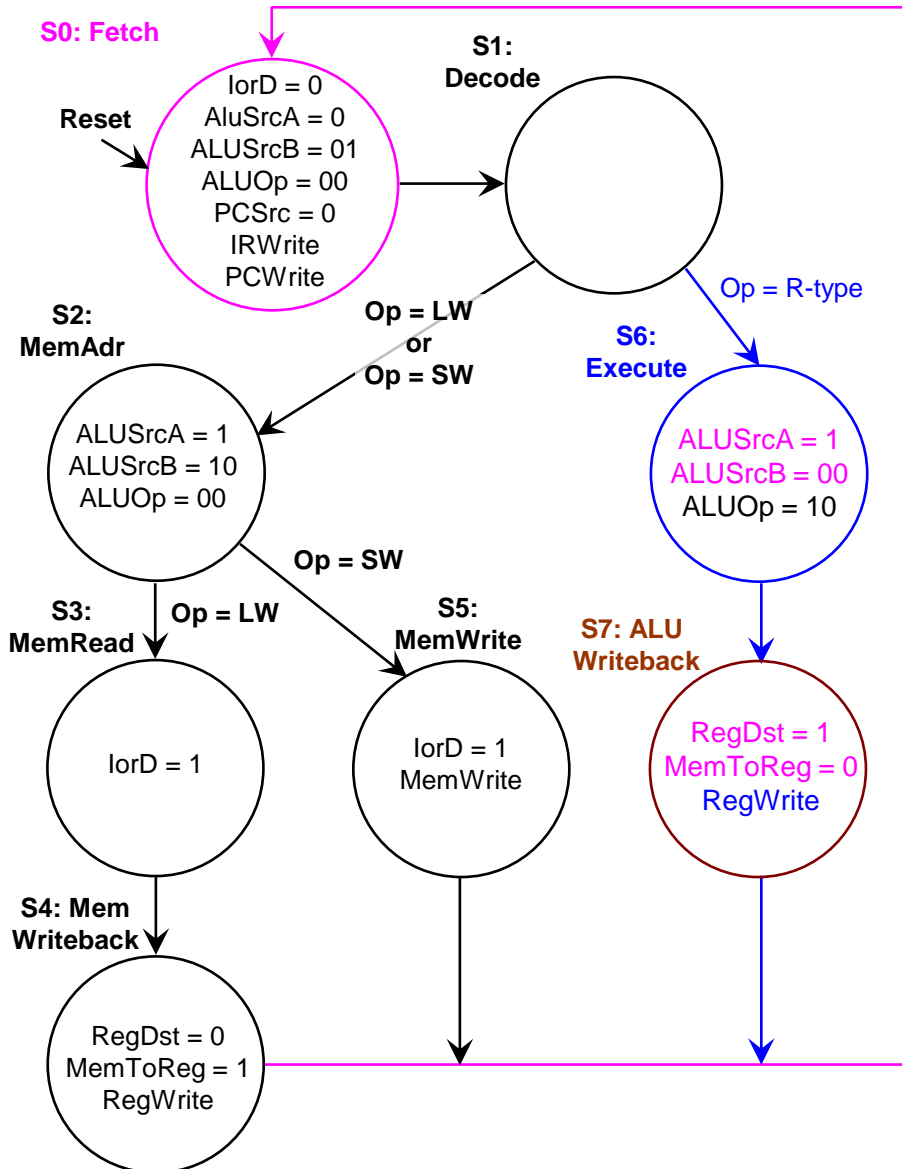 S0: Fetch
S1:
Decode
Reset
IorD = 0
AluSrcA = 0
ALUSrcB = 01
ALUOp = 00
PCSrc = 0
IRWrite
PCWrite
Op = LW
or
Op = SW
Op = R-type
S2:
MemAdr
S6:
Execute
ALUSrcA = 1
ALUSrcB = 10
ALUOp = 00
ALUSrcA = 1
ALUSrcB = 00
ALUOp = 10
Op = SW
Op = LW
S3:
MemRead
S5:
MemWrite
S7: ALU
Writeback
IorD = 1
IorD = 1
MemWrite
RegDst = 1
MemToReg = 0
RegWrite
S4: Mem
Writeback
RegDst = 0
MemToReg = 1
RegWrite